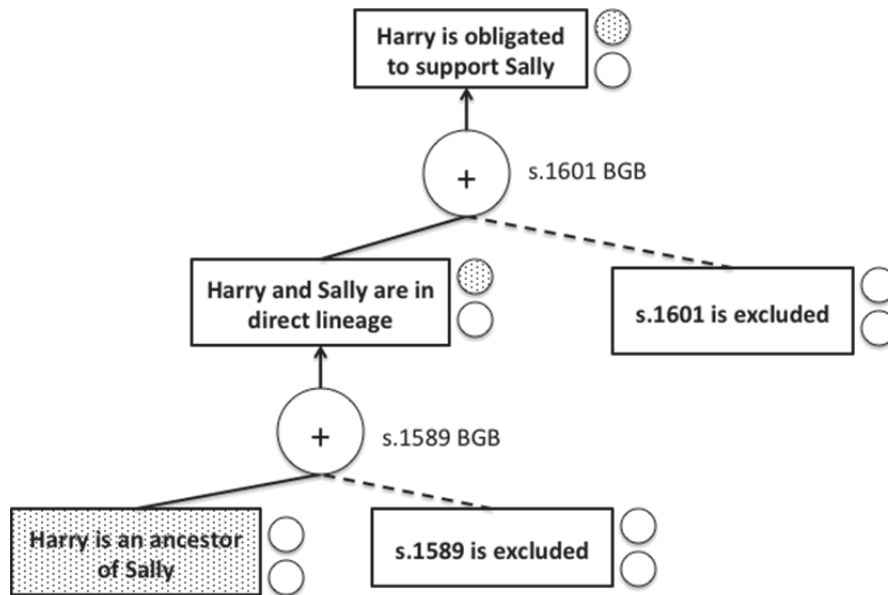 Harry is obligated
to support Sally
+
s.1601 BGB
Harry and Sally are in
direct lineage
s.1601 is excluded
+
s.1589 BGB
Harry is an ancestor
of Sally
s.1589 is excluded